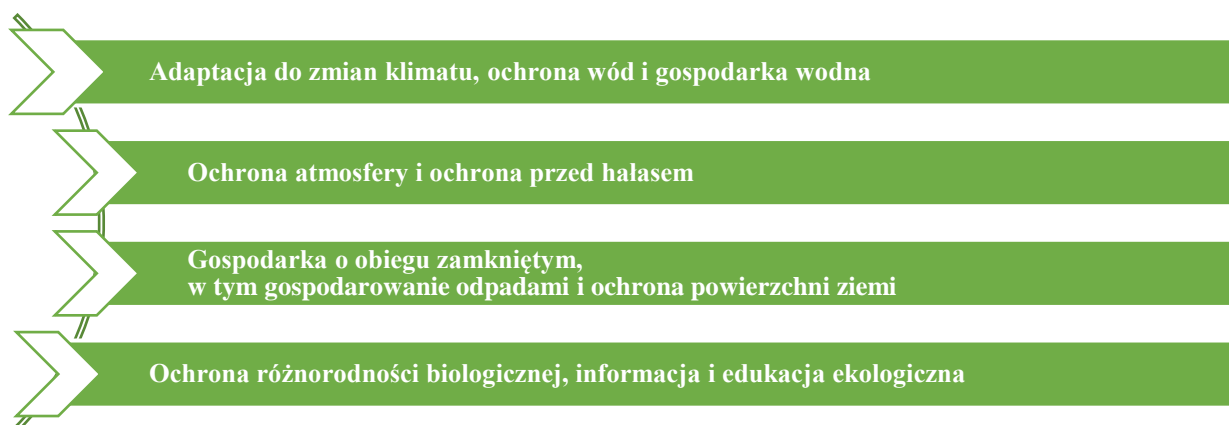 Adaptacja do zmian klimatu, ochrona wód i gospodarka wodna
Ochrona atmosfery i ochrona przed hałasem
Gospodarka o obiegu zamkniętym,
w tym gospodarowanie odpadami i ochrona powierzchni ziemi
Ochrona różnorodności biologicznej, informacja i edukacja ekologiczna